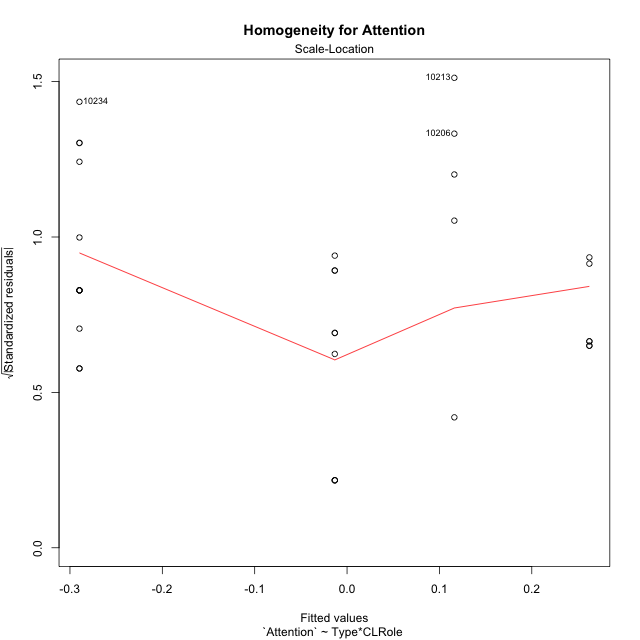 Homogeneity for Attention
Scale-Location
√|Standardized residuals|
1.5
1.0
0.5
0.0
10234
10213
10206
-0.3
-0.2
-0.1
0.0
0.1
0.2
Fitted values
`Attention` ~ Type*CLRole